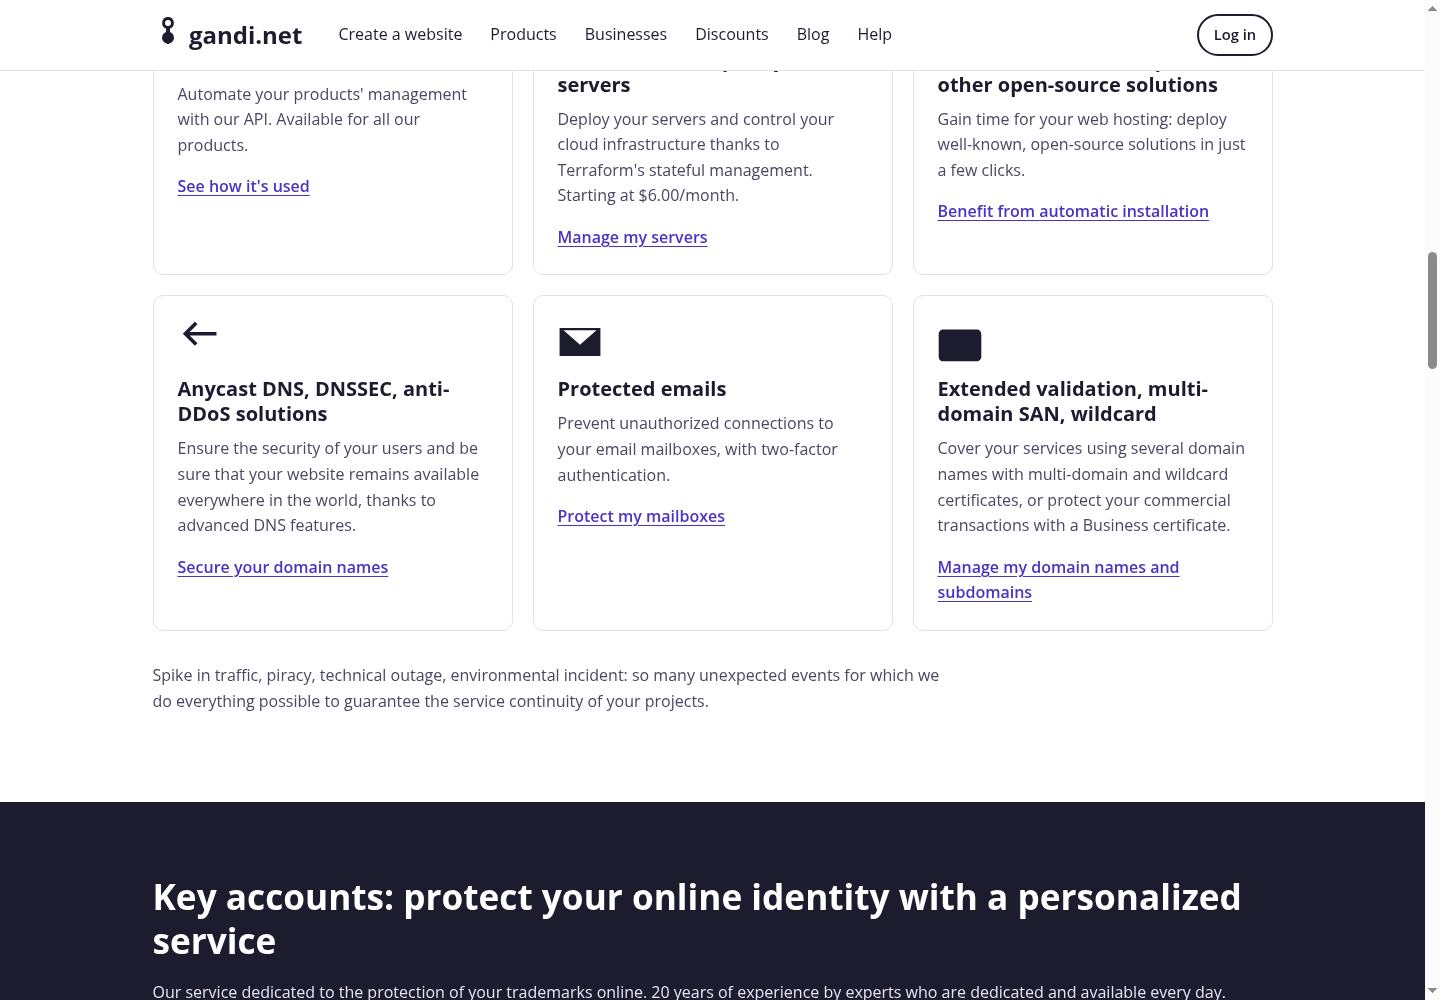 gandi.net
Create a website
Products
Businesses
Discounts
Blog
Help
Log in
Automate your products' management
with our API. Available for all our
products.
See how it's used
servers
Deploy your servers and control your
cloud infrastructure thanks to
Terraform's stateful management.
Starting at $6.00/month.
Manage my servers
other open-source solutions
Gain time for your web hosting: deploy
well-known, open-source solutions in just
a few clicks.
Benefit from automatic installation
Anycast DNS, DNSSEC, anti-
DDoS solutions
Ensure the security of your users and be
sure that your website remains available
everywhere in the world, thanks to
advanced DNS features.
Secure your domain names
Protected emails
Prevent unauthorized connections to
your email mailboxes, with two-factor
authentication.
Protect my mailboxes
Extended validation, multi-
domain SAN, wildcard
Cover your services using several domain
names with multi-domain and wildcard
certificates, or protect your commercial
transactions with a Business certificate.
Manage my domain names and
subdomains
Spike in traffic, piracy, technical outage, environmental incident: so many unexpected events for which we
do everything possible to guarantee the service continuity of your projects.
Key accounts: protect your online identity with a personalized
service
Our service dedicated to the protection of your trademarks online. 20 years of experience by experts who are dedicated and available every day.